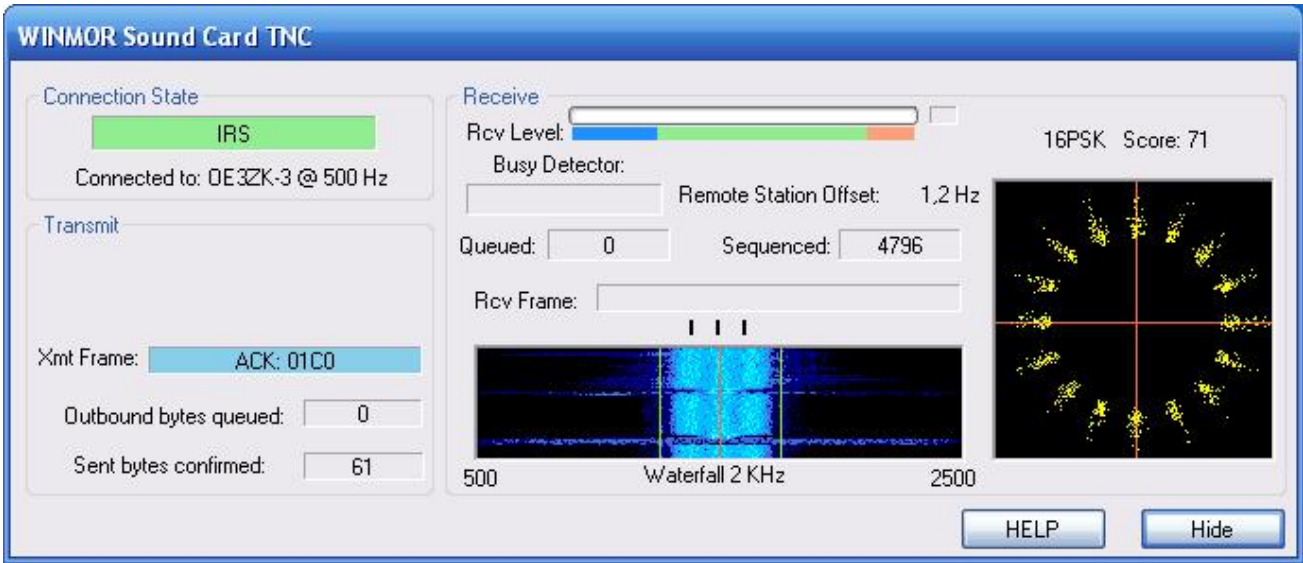 WINMOR Sound Card TNC
Connection State
IRS
Connected to: OE3ZK-3 @ 500 Hz
Transmit
Xmt Frame: ACK: 01C0
Outbound bytes queued: 0
Sent bytes confirmed: 61
Receive
Rcv Level:
Busy Detector:
Remote Station Offset: 1,2 Hz
Queued: 0 Sequenced: 4796
Rcv Frame:
500 Waterfall 2 KHz 2500
16PSK Score: 71
HELP Hide